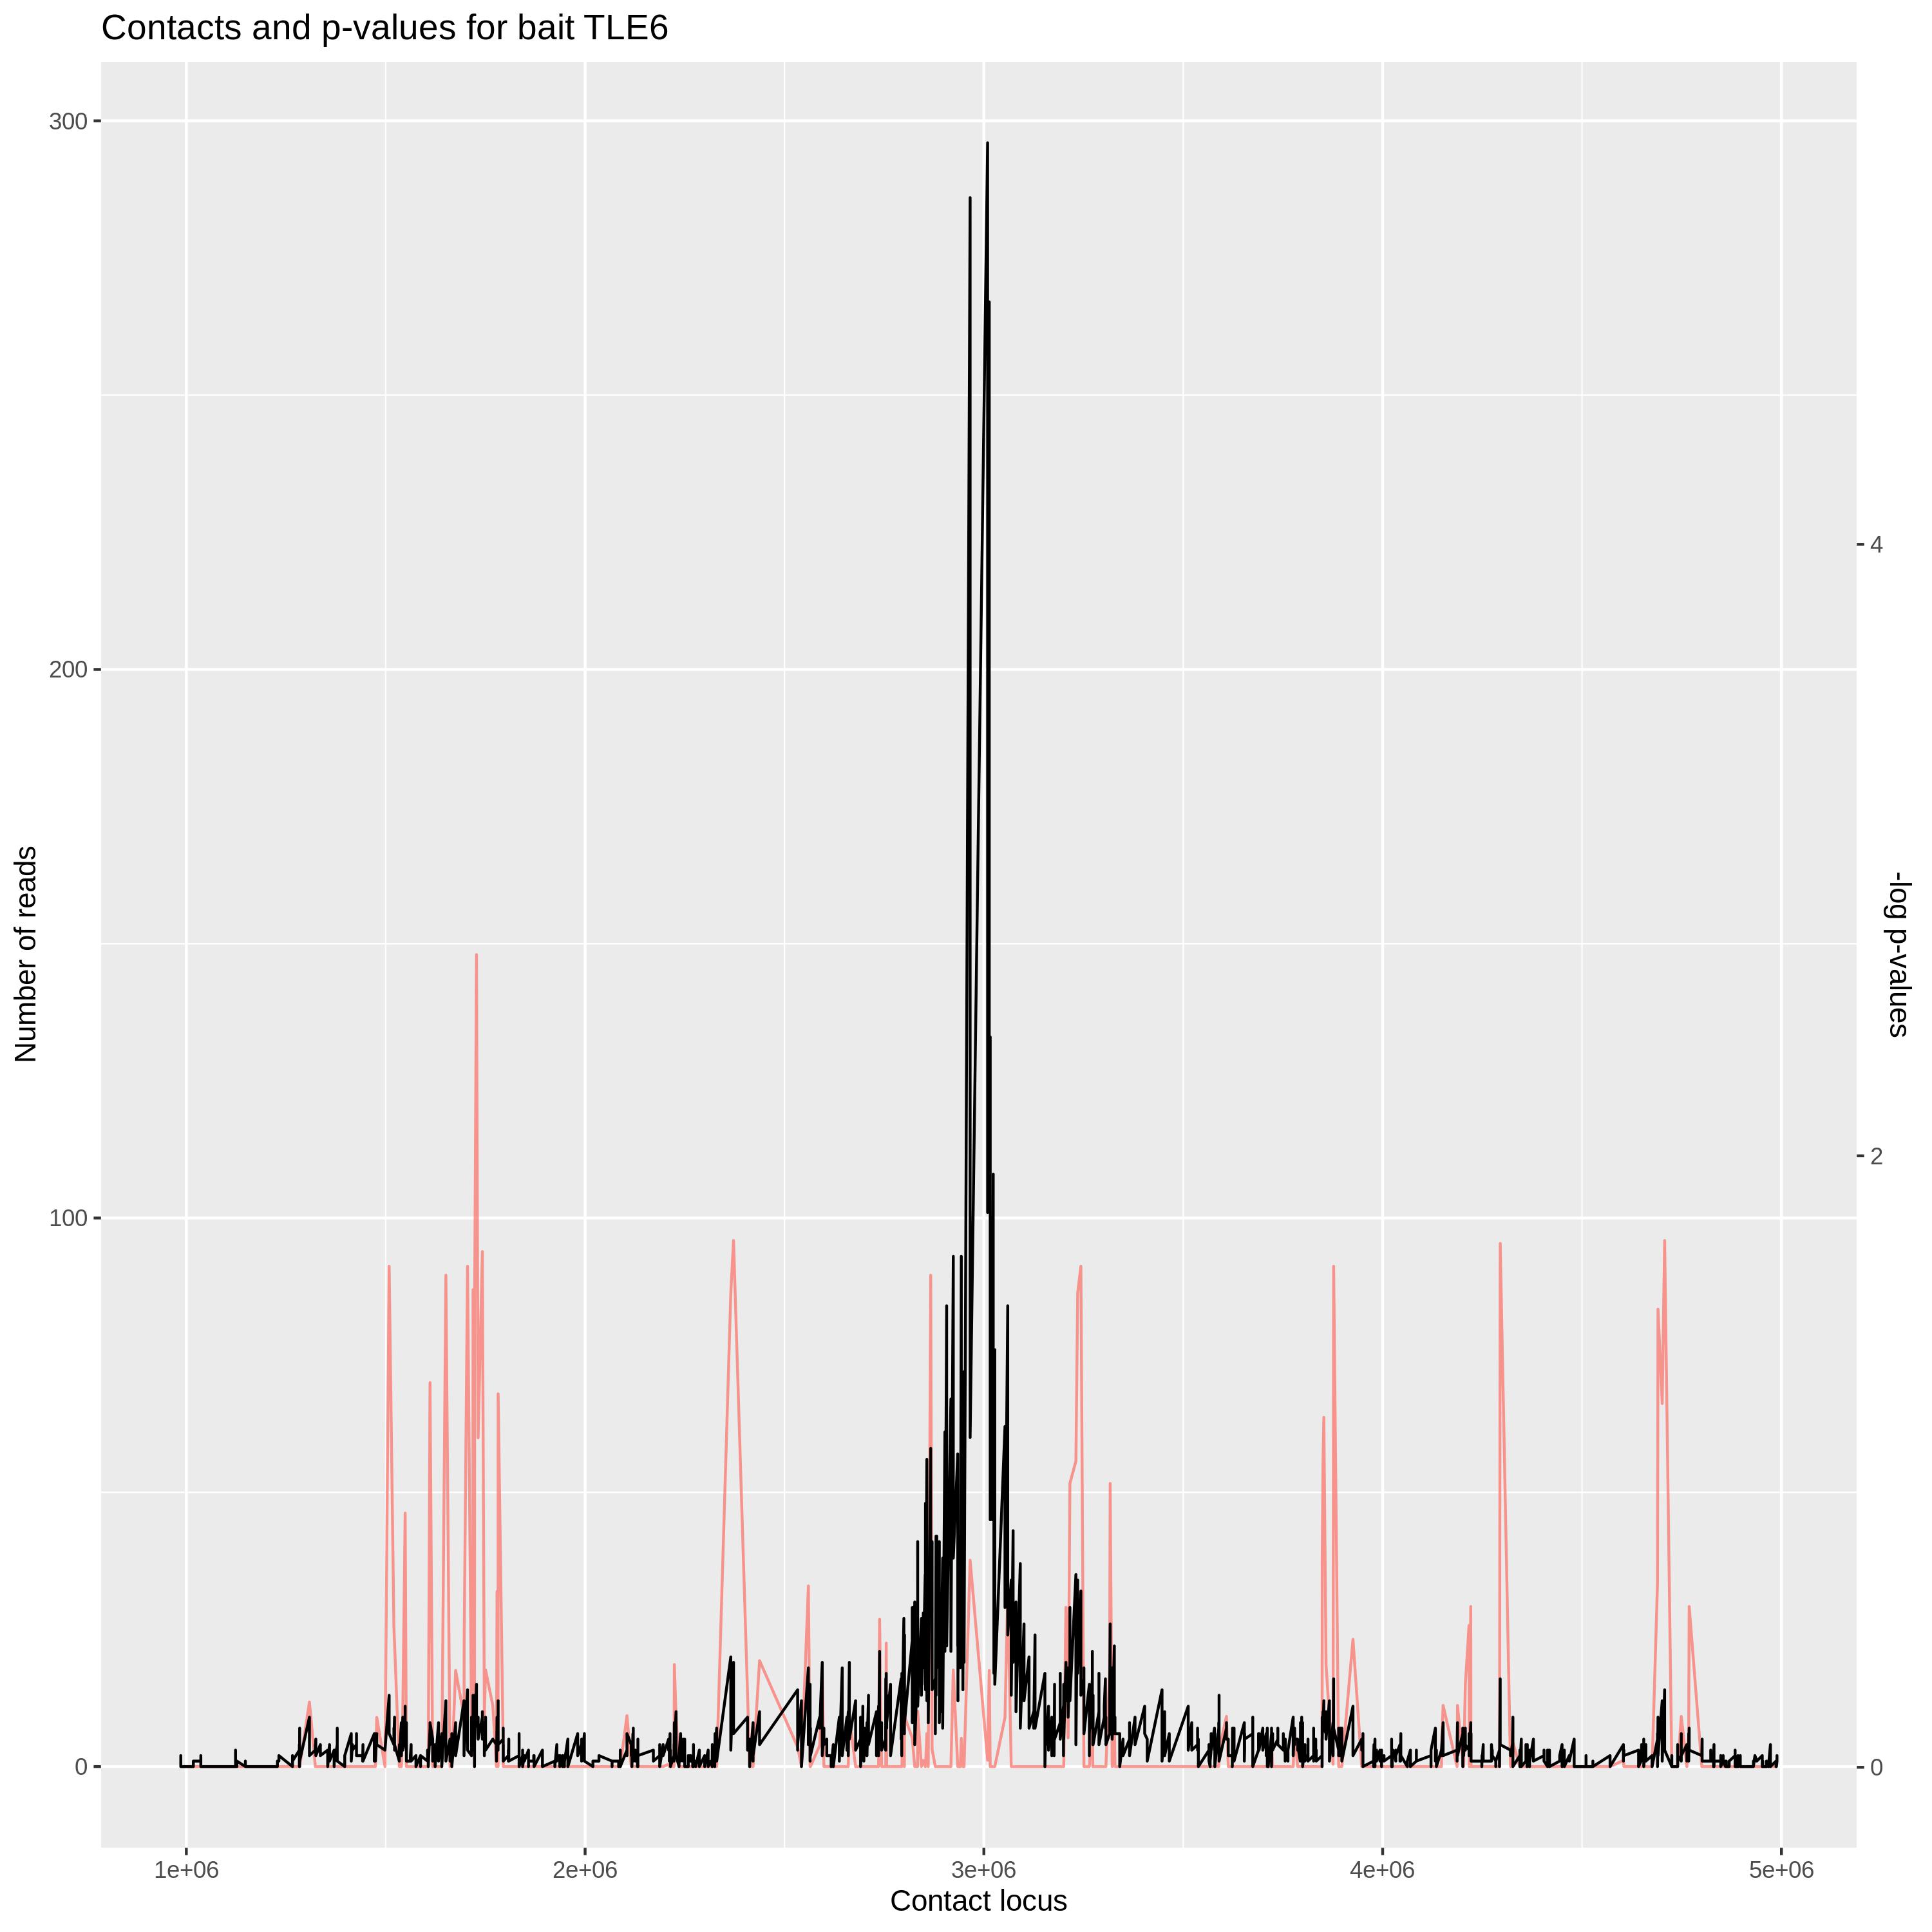 Contacts and p-values for bait TLE6
300
200
100
0
Number of reads
4
2
0
-log p-values
1e+06
2e+06
3e+06
4e+06
5e+06
Contact locus